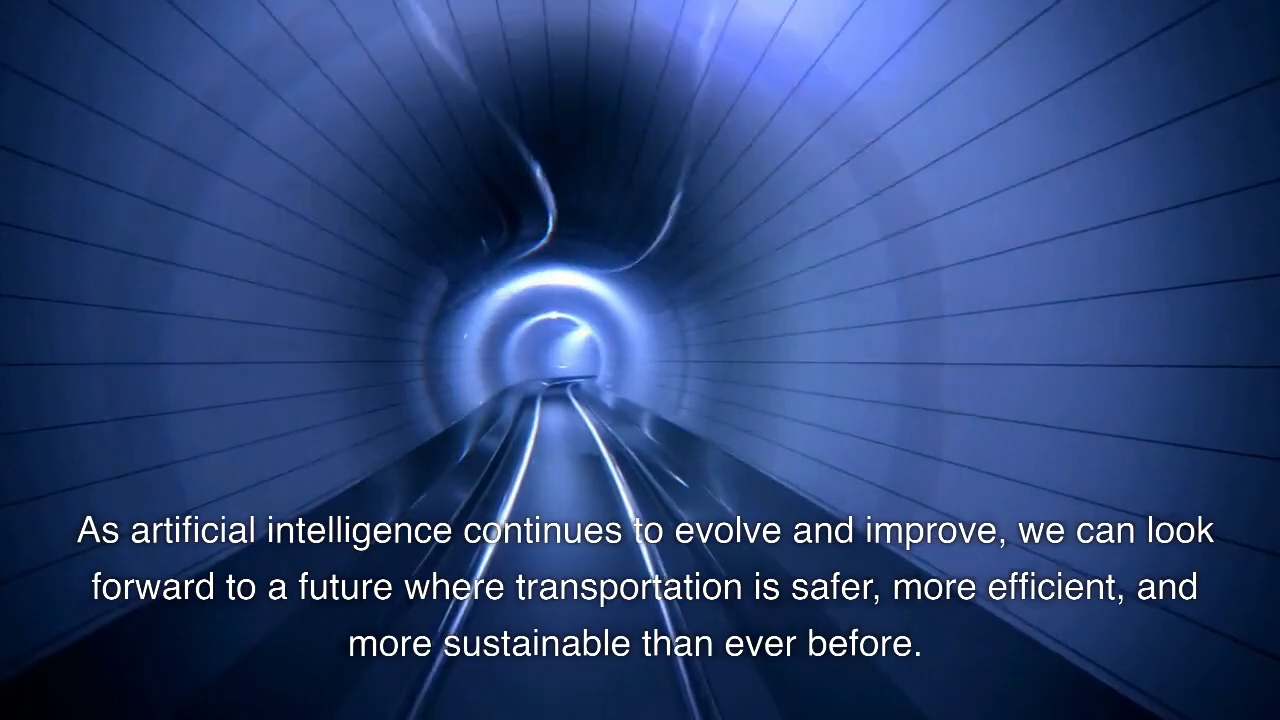 As artificial intelligence continues to evolve and improve, we can look
forward to a future where transportation is safer, more efficient, and
more sustainable than ever before.